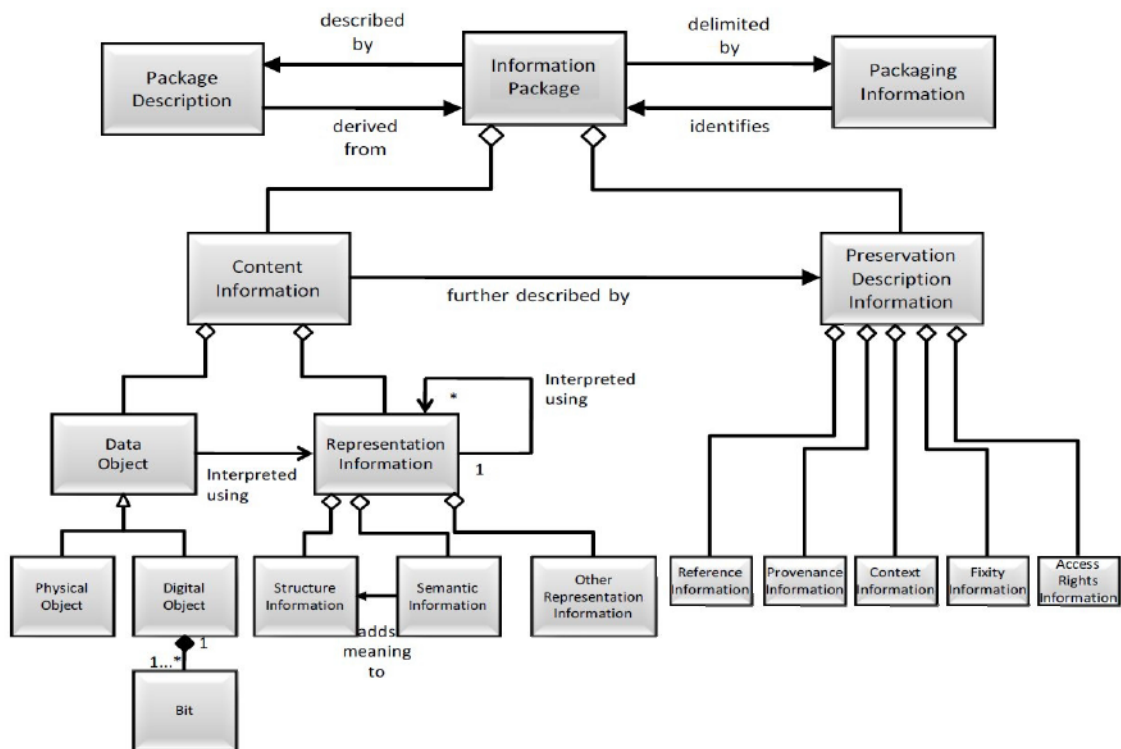 described
by
delimited
by
Package
Description
Information
Package
Packaging
Information
derived
from
identifies
Content
Information
further described by
Preservation
Description
Information
Interpreted
using
*
Data
Object
Interpreted
using
Representation
Information
1
Physical
Object
Digital
Object
Structure
Information
Semantic
Information
Other
Representation
Information
Reference
Information
Provenance
Information
Context
Information
Fixity
Information
Access
Rights
Information
adds
meaning
to
1
1...*
Bit